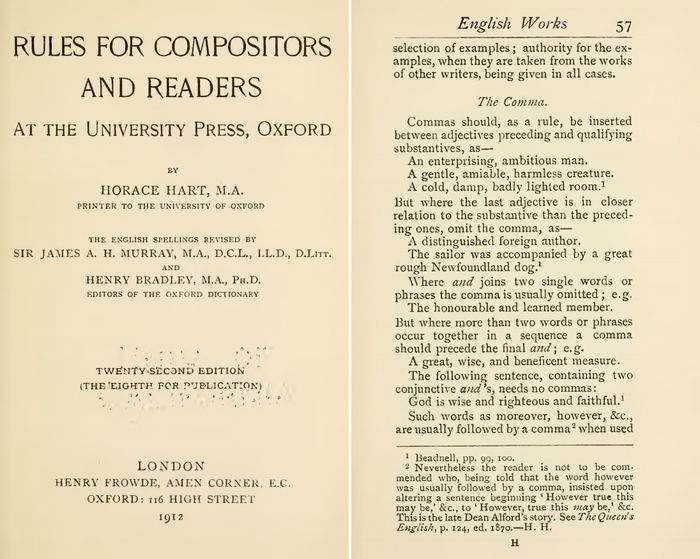 RULES FOR COMPOSITORS
AND READERS
AT THE UNIVERSITY PRESS, OXFORD
BY
HORACE HART, M.A.
PRINTER TO THE UNIVERSITY OF OXFORD
THE ENGLISH SPELLINGS REVISED BY
SIR JAMES A. H. MURRAY, M.A., D.C.L., LL.D., D.LITT.
AND
HENRY BRADLEY, M.A., PH.D.
EDITORS OF THE OXFORD DICTIONARY
TWENTY-SECOND EDITION
(THE EIGHTH FOR PUBLICATION)
LONDON
HENRY FROWDE, AMEN CORNER, E.C.
OXFORD: 116 HIGH STREET
1912
English Works 57
selection of examples; authority for the ex-
amples, when they are taken from the works
of other writers, being given in all cases.
The Comma.
Commas should, as a rule, be inserted
between adjectives preceding and qualifying
substantives, as—
An enterprising, ambitious man.
A gentle, amiable, harmless creature.
A cold, damp, badly lighted room.¹
But where the last adjective is in closer
relation to the substantive than the preced-
ing ones, omit the comma, as—
A distinguished foreign author.
The sailor was accompanied by a great
rough Newfoundland dog.¹
Where and joins two single words or
phrases the comma is usually omitted; e.g.
The honourable and learned member.
But where more than two words or phrases
occur together in a sequence a comma
should precede the final and; e.g.
A great, wise, and beneficent measure.
The following sentence, containing two
conjunctive and's, needs no commas:
God is wise and righteous and faithful.¹
Such words as moreover, however, &c.,
are usually followed by a comma² when used
¹ Beadnell, pp. 99, 100.
² Nevertheless the reader is not to be com-
mended who, being told that the word however
was usually followed by a comma, insisted upon
altering a sentence beginning 'However true this
may be,' &c., to 'However, true this may be,' &c.
This is the late Dean Alford's story. See The Queen's
English, p. 124, ed. 1870.—H. H.
H